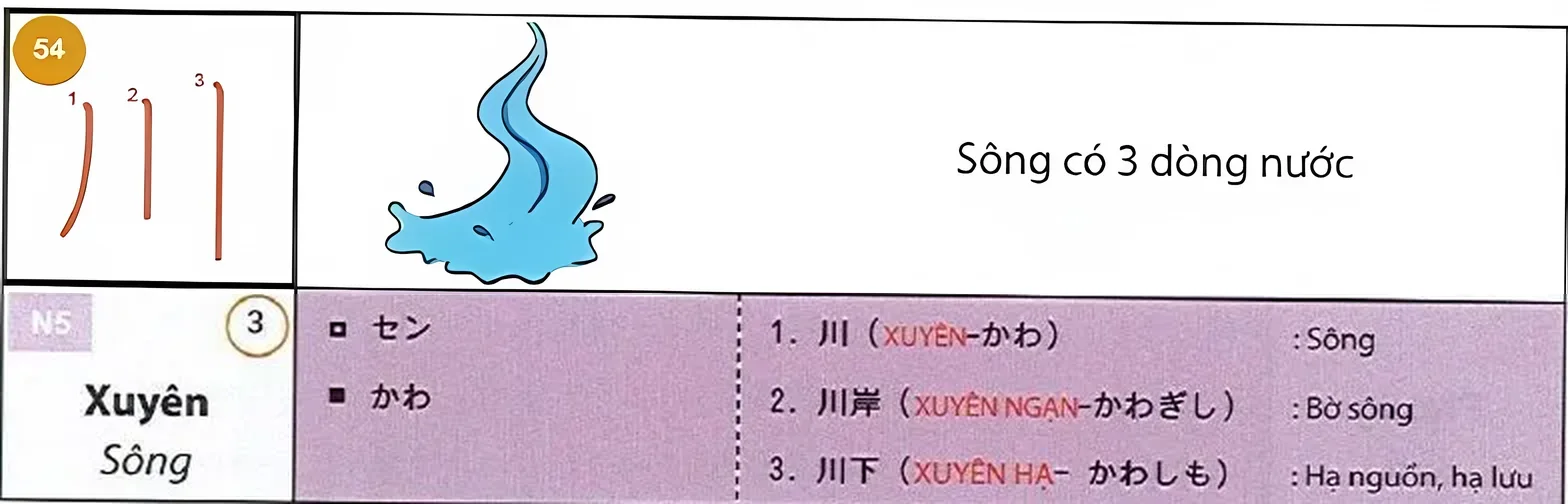 54
1 2 3
Sông có 3 dòng nước
N5 3
Xuyên
Sông
セン
かわ
1. 川（XUYÊN-かわ） : Sông
2. 川岸（XUYÊN NGẠN-かわぎし） : Bờ sông
3. 川下（XUYÊN HẠ- かわしも） : Hạ nguồn, hạ lưu